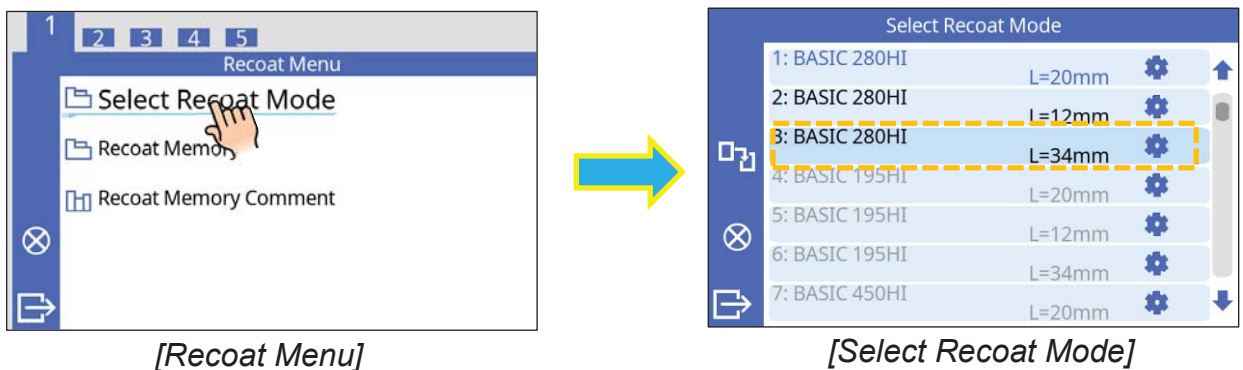 1
2 3 4 5
Recoat Menu
Select Recoat Mode
Recoat Memory
Recoat Memory Comment
[Recoat Menu]
Select Recoat Mode
1: BASIC 280HI
L=20mm
2: BASIC 280HI
L=12mm
3: BASIC 280HI
L=34mm
4: BASIC 195HI
L=20mm
5: BASIC 195HI
L=12mm
6: BASIC 195HI
L=34mm
7: BASIC 450HI
L=20mm
[Select Recoat Mode]